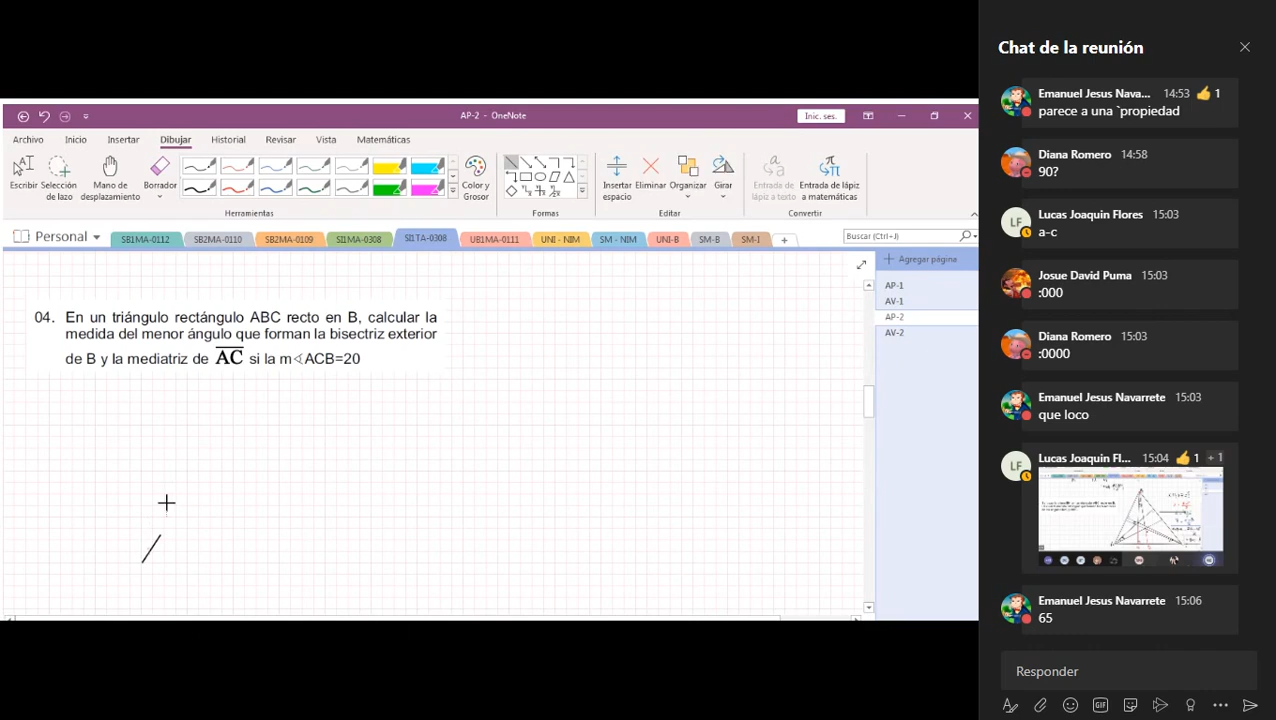 Chat de la reunión
Emanuel Jesus Nava... 14:53 👍 1
parece a una `propiedad
Diana Romero 14:58
90?
LF Lucas Joaquin Flores 15:03
a-c
Josue David Puma 15:03
:000
Diana Romero 15:03
:0000
Emanuel Jesus Navarrete 15:03
que loco
LF Lucas Joaquin Fl... 15:04 👍 1 + 1
Emanuel Jesus Navarrete 15:06
65
Responder
GIF
AP-2 - OneNote
Inic. ses.
Archivo Inicio Insertar Dibujar Historial Revisar Vista Matemáticas
Escribir
Selección de lazo
Mano de desplazamiento
Borrador
Color y Grosor
Insertar espacio
Eliminar
Organizar
Girar
Entrada de lápiz a texto
Entrada de lápiz a matemáticas
Herramientas Formas Editar Convertir
Personal SB1MA-0112 SB2MA-0110 SB2MA-0109 SI1MA-0308 SI1TA-0308 UB1MA-0111 UNI - NIM SM - NIM UNI-B SM-B SM-I Buscar (Ctrl+J)
Agregar página
AP-1
AV-1
AP-2
AV-2
04. En un triángulo rectángulo ABC recto en B, calcular la
medida del menor ángulo que forman la bisectriz exterior
de B y la mediatriz de A̅C̅ si la m∢ACB=20